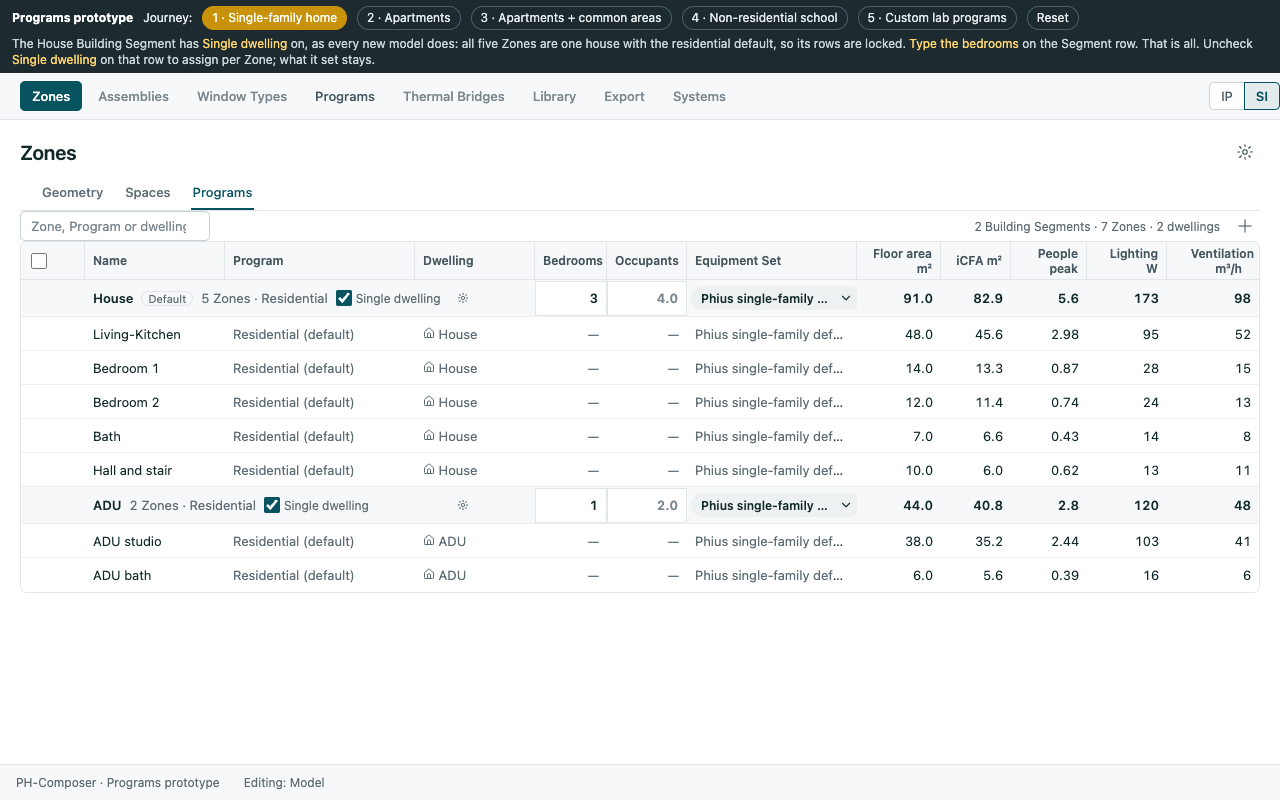 Programs prototype Journey: 1 · Single-family home 2 · Apartments 3 · Apartments + common areas 4 · Non-residential school 5 · Custom lab programs Reset
The House Building Segment has Single dwelling on, as every new model does: all five Zones are one house with the residential default, so its rows are locked. Type the bedrooms on the Segment row. That is all. Uncheck
Single dwelling on that row to assign per Zone; what it set stays.
Zones Assemblies Window Types Programs Thermal Bridges Library Export Systems IP SI
Zones
Geometry Spaces Programs
Zone, Program or dwelling 2 Building Segments · 7 Zones · 2 dwellings
Name Program Dwelling Bedrooms Occupants Equipment Set Floor area m² iCFA m² People peak Lighting W Ventilation m³/h
House Default 5 Zones · Residential Single dwelling 3 4.0 Phius single-family ... 91.0 82.9 5.6 173 98
Living-Kitchen Residential (default) House — — Phius single-family def... 48.0 45.6 2.98 95 52
Bedroom 1 Residential (default) House — — Phius single-family def... 14.0 13.3 0.87 28 15
Bedroom 2 Residential (default) House — — Phius single-family def... 12.0 11.4 0.74 24 13
Bath Residential (default) House — — Phius single-family def... 7.0 6.6 0.43 14 8
Hall and stair Residential (default) House — — Phius single-family def... 10.0 6.0 0.62 13 11
ADU 2 Zones · Residential Single dwelling 1 2.0 Phius single-family ... 44.0 40.8 2.8 120 48
ADU studio Residential (default) ADU — — Phius single-family def... 38.0 35.2 2.44 103 41
ADU bath Residential (default) ADU — — Phius single-family def... 6.0 5.6 0.39 16 6
PH-Composer · Programs prototype Editing: Model